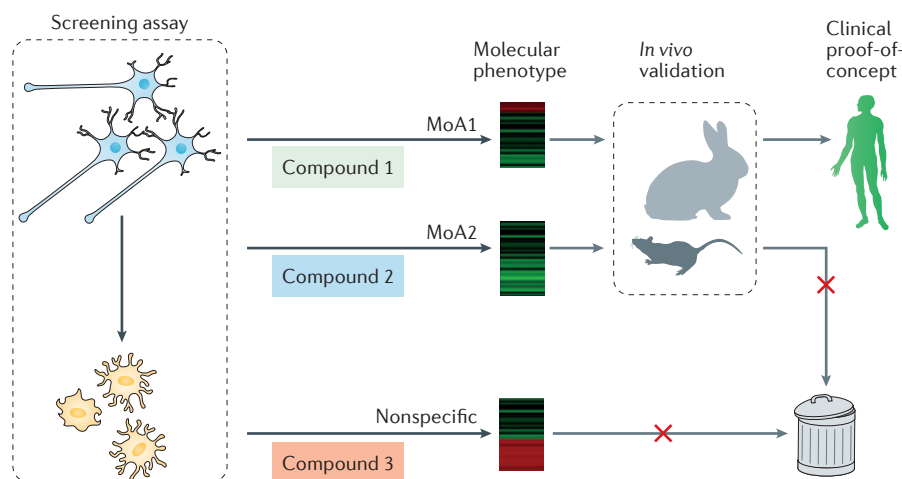 Screening assay
Molecular
phenotype
In vivo
validation
Clinical
proof-of-
concept
MoA1
Compound 1
MoA2
Compound 2
Nonspecific
Compound 3